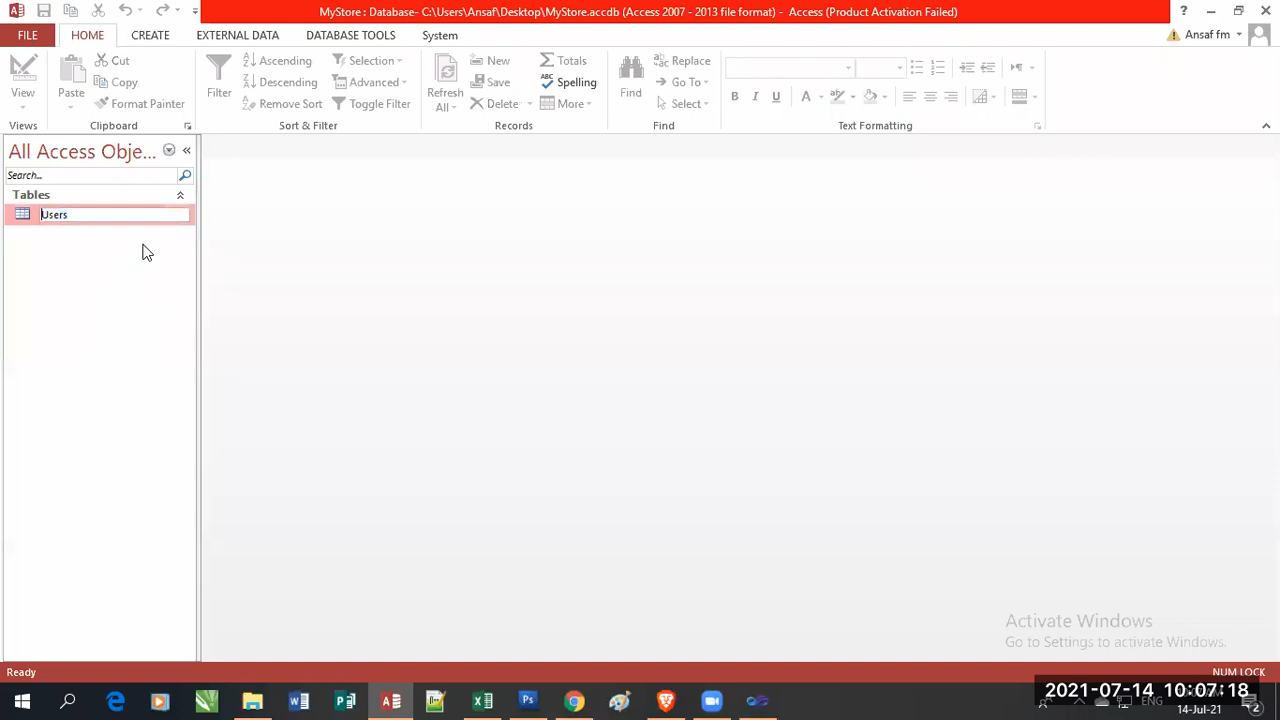 MyStore : Database- C:\Users\Ansaf\Desktop\MyStore.accdb (Access 2007 - 2013 file format) - Access (Product Activation Failed)
?
FILE HOME CREATE EXTERNAL DATA DATABASE TOOLS System
Ansaf fm
View
Views
Paste
Cut
Copy
Format Painter
Clipboard
Filter
Ascending
Descending
Remove Sort
Selection
Advanced
Toggle Filter
Sort & Filter
Refresh
All
New
Save
Delete
Totals
Spelling
More
Records
Find
Replace
Go To
Select
Find
B I U A
Text Formatting
All Access Obje...
Search...
Tables
Users
Activate Windows
Go to Settings to activate Windows.
Ready
NUM LOCK
ENG
2021-07-14 10:07:18
14-Jul-21
2